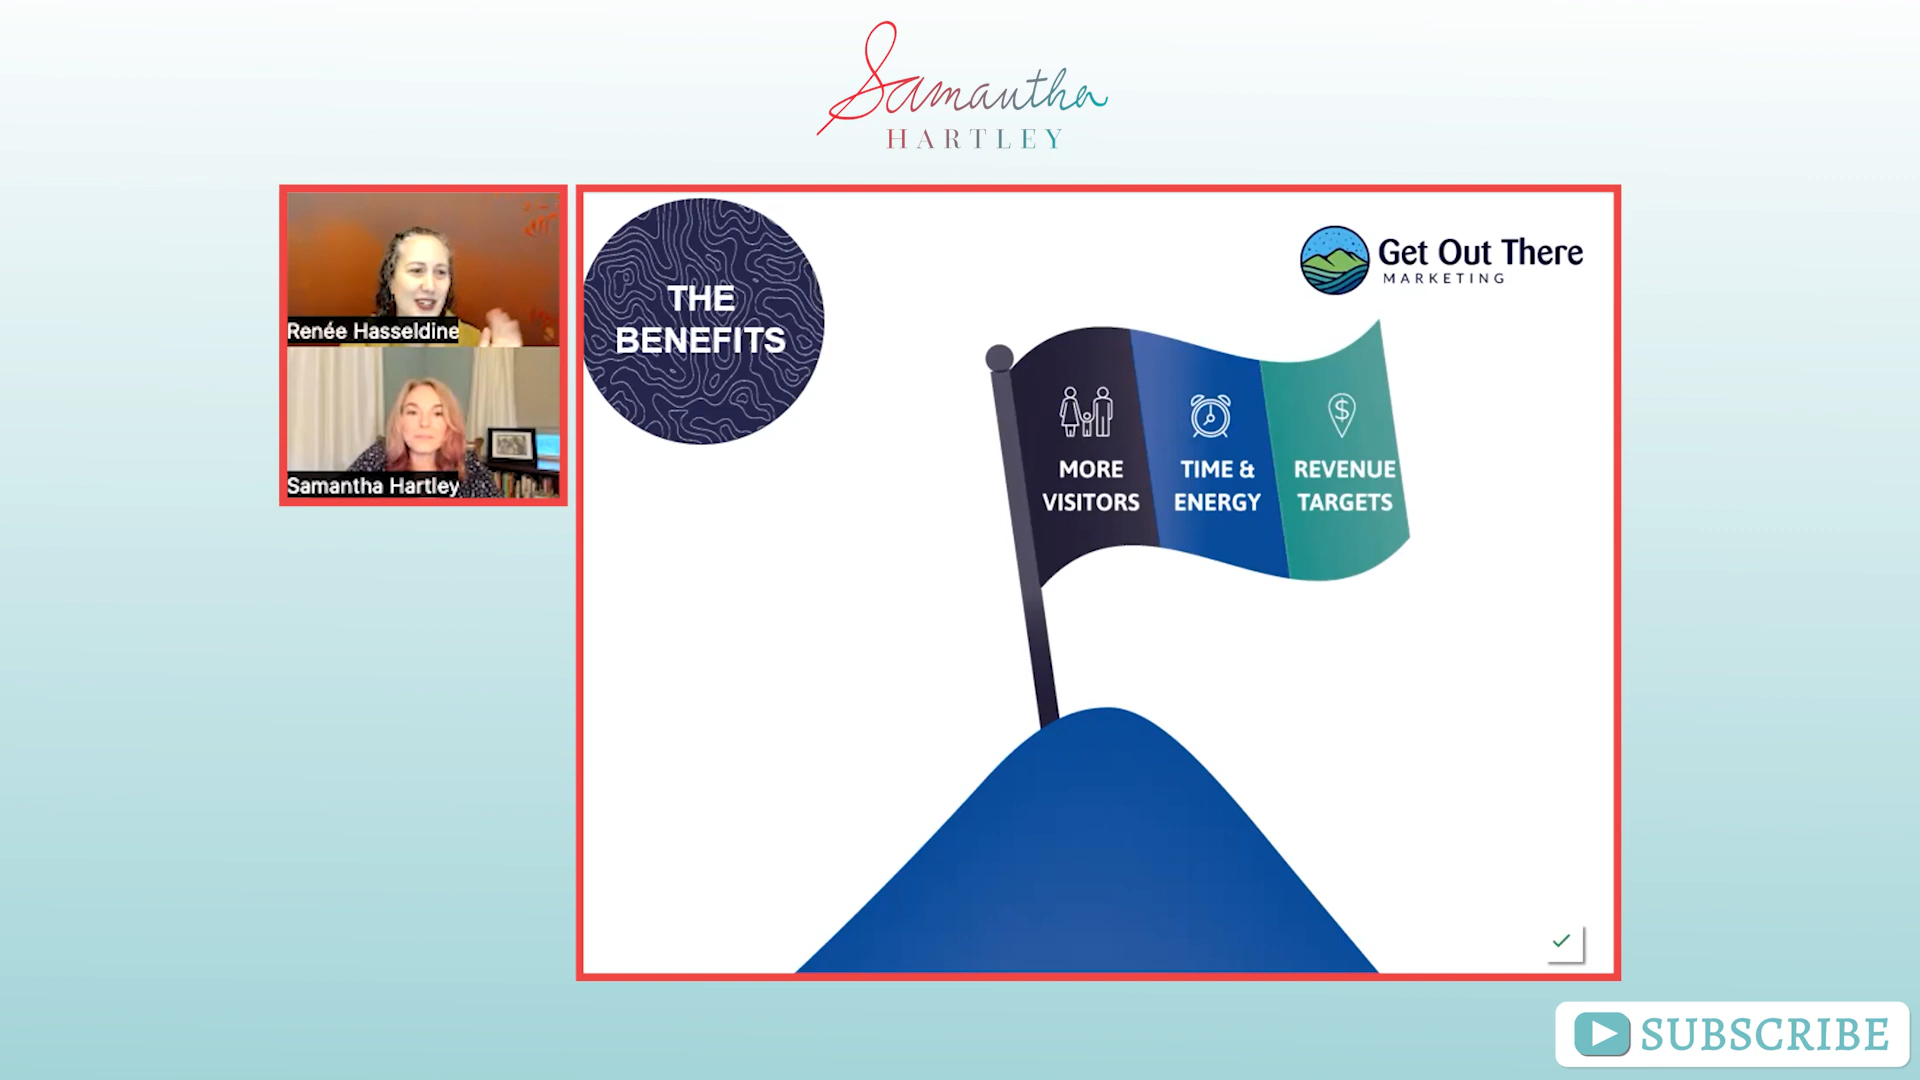 Samantha
HARTLEY
Renée Hasseldine
Samantha Hartley
THE
BENEFITS
Get Out There
MARKETING
MORE
VISITORS
TIME &
ENERGY
REVENUE
TARGETS
SUBSCRIBE